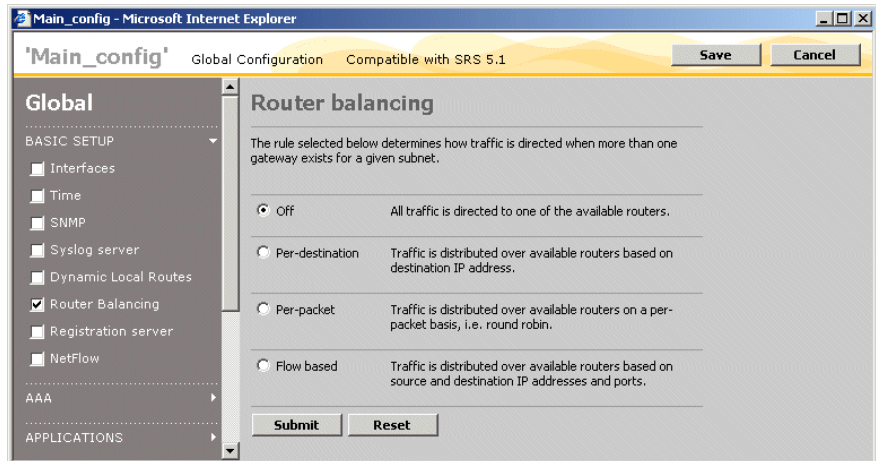 Main_config - Microsoft Internet Explorer
'Main_config' Global Configuration Compatible with SRS 5.1 Save Cancel
Global
BASIC SETUP
Interfaces
Time
SNMP
Syslog server
Dynamic Local Routes
Router Balancing
Registration server
NetFlow
AAA
APPLICATIONS
Router balancing
The rule selected below determines how traffic is directed when more than one
gateway exists for a given subnet.
Off All traffic is directed to one of the available routers.
Per-destination Traffic is distributed over available routers based on
destination IP address.
Per-packet Traffic is distributed over available routers on a per-
packet basis, i.e. round robin.
Flow based Traffic is distributed over available routers based on
source and destination IP addresses and ports.
Submit Reset